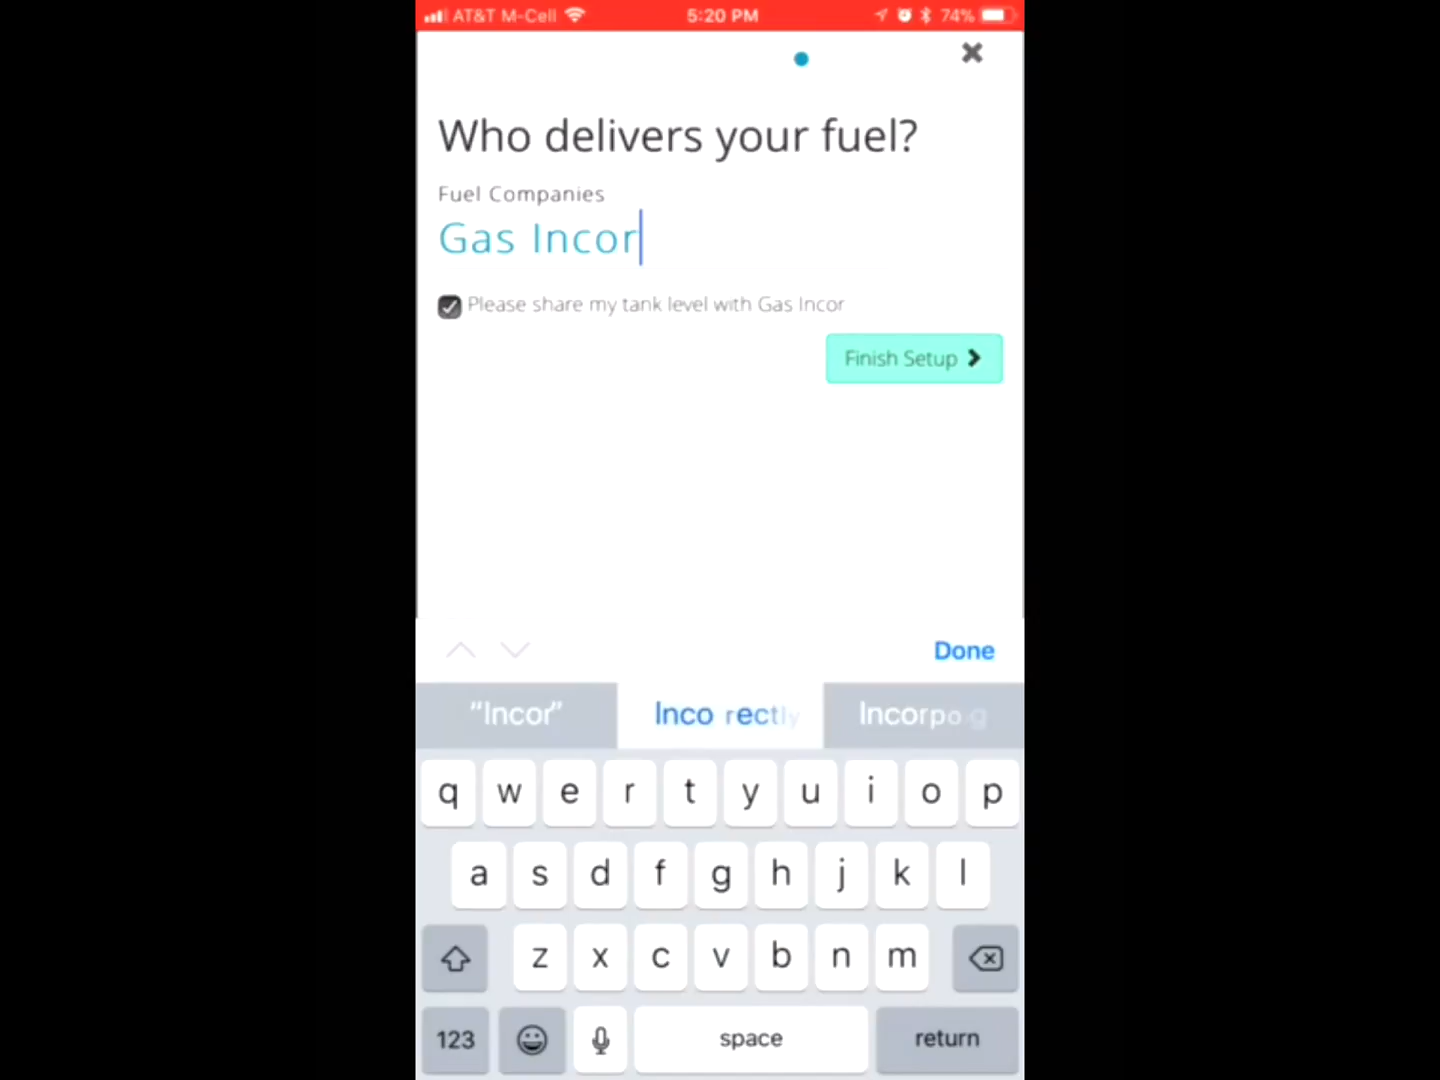 AT&T M-Cell 5:20 PM 74%
Who delivers your fuel?
Fuel Companies
Gas Incor
Please share my tank level with Gas Incor
Finish Setup
Done
“Incor” Inco rectly
q w e r t y u i o p
a s d f g h j k l
z x c v b n m
123 space return